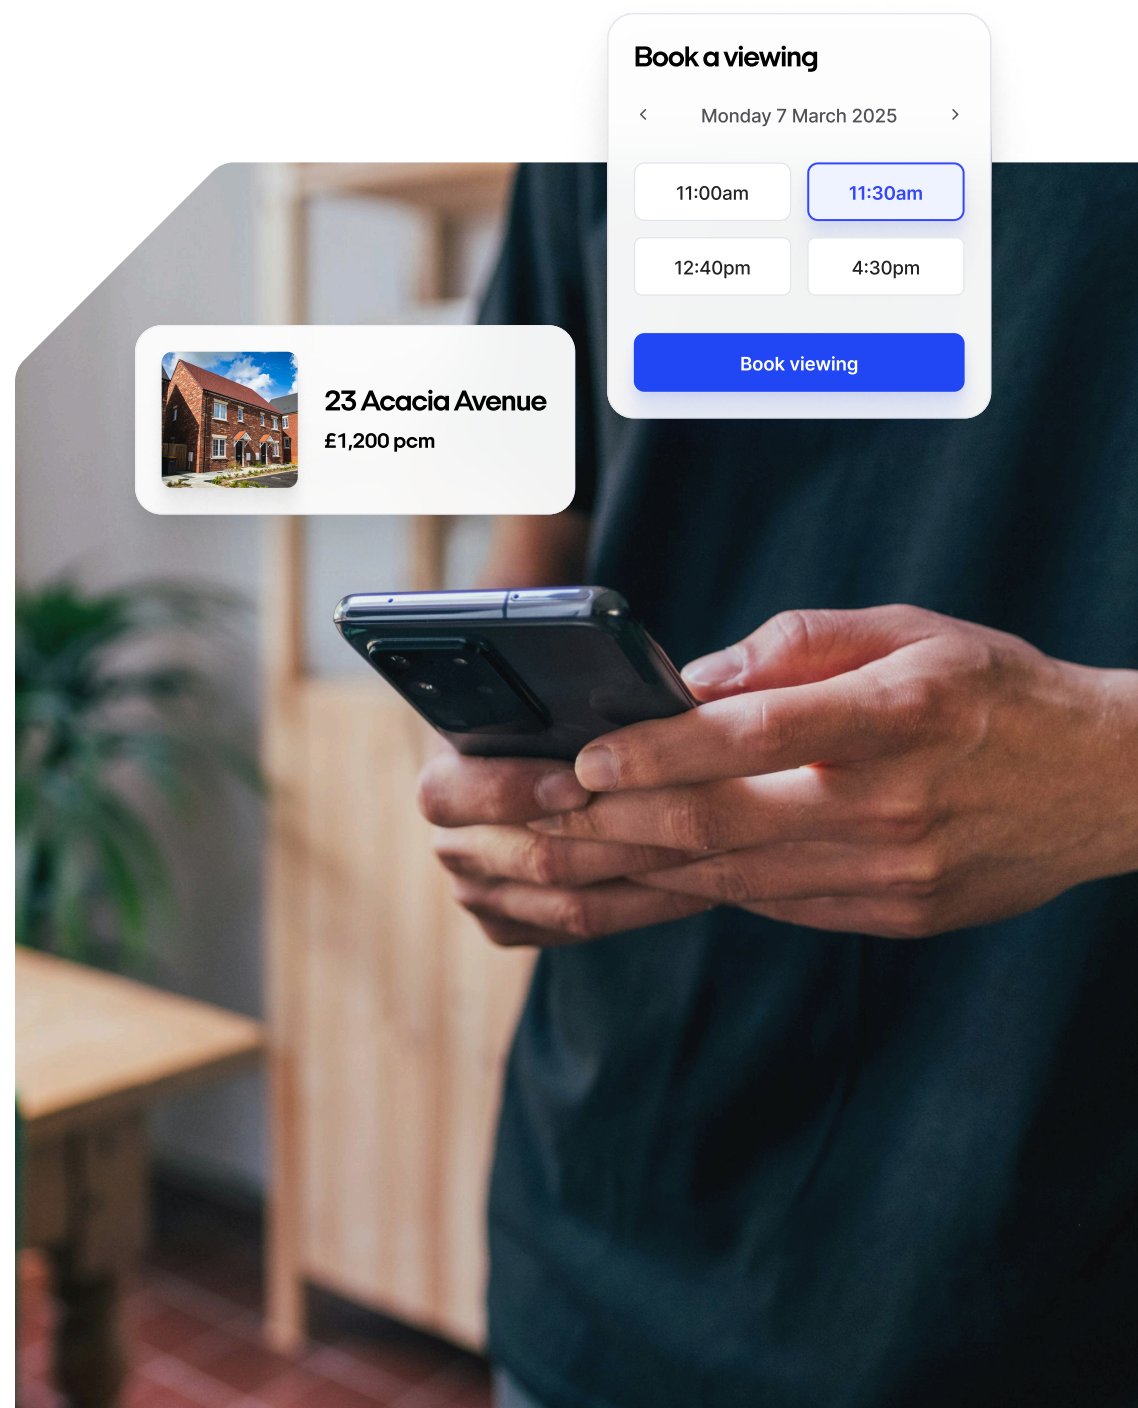 Book a viewing
Monday 7 March 2025
11:00am
11:30am
12:40pm
4:30pm
Book viewing
23 Acacia Avenue
£1,200 pcm